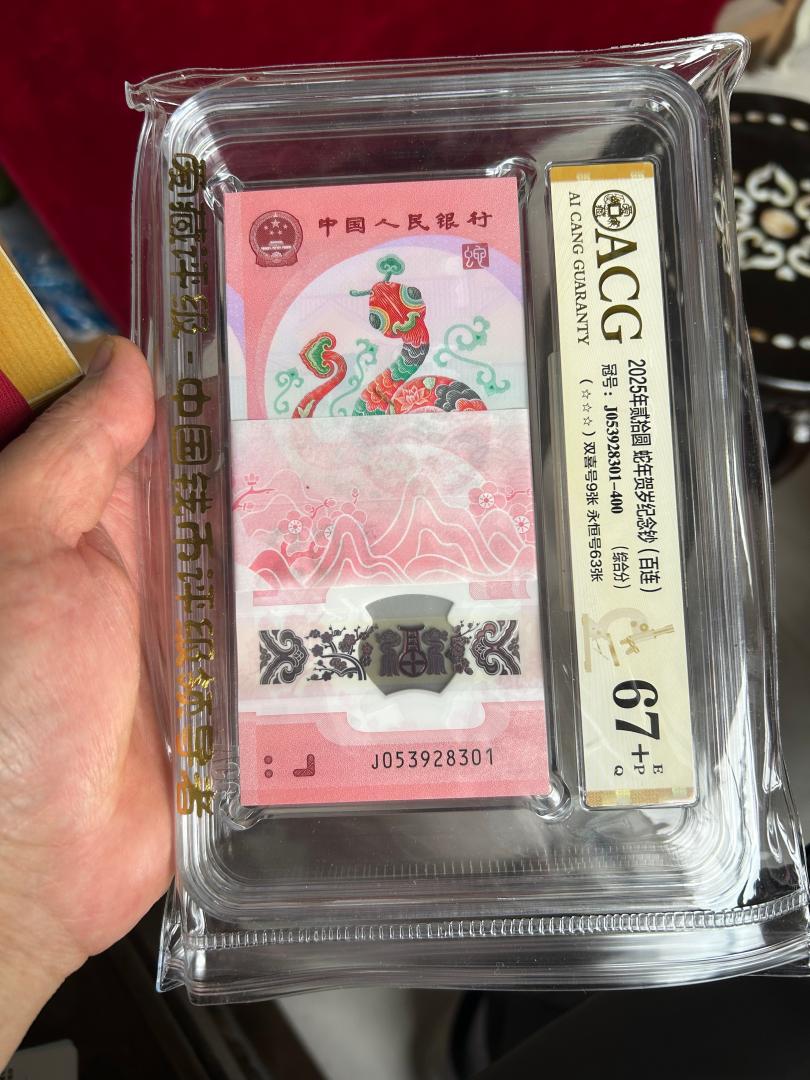 爱藏评级-中国钱币评级领导者
中国人民银行
J053928301
ACG
AI CANG GUARANTY
2025年贰拾圆 蛇年贺岁纪念钞（百连）
冠号：J053928301-400
（综合分）
（☆☆☆）双喜号9张 永恒号63张
67+
E
P
Q